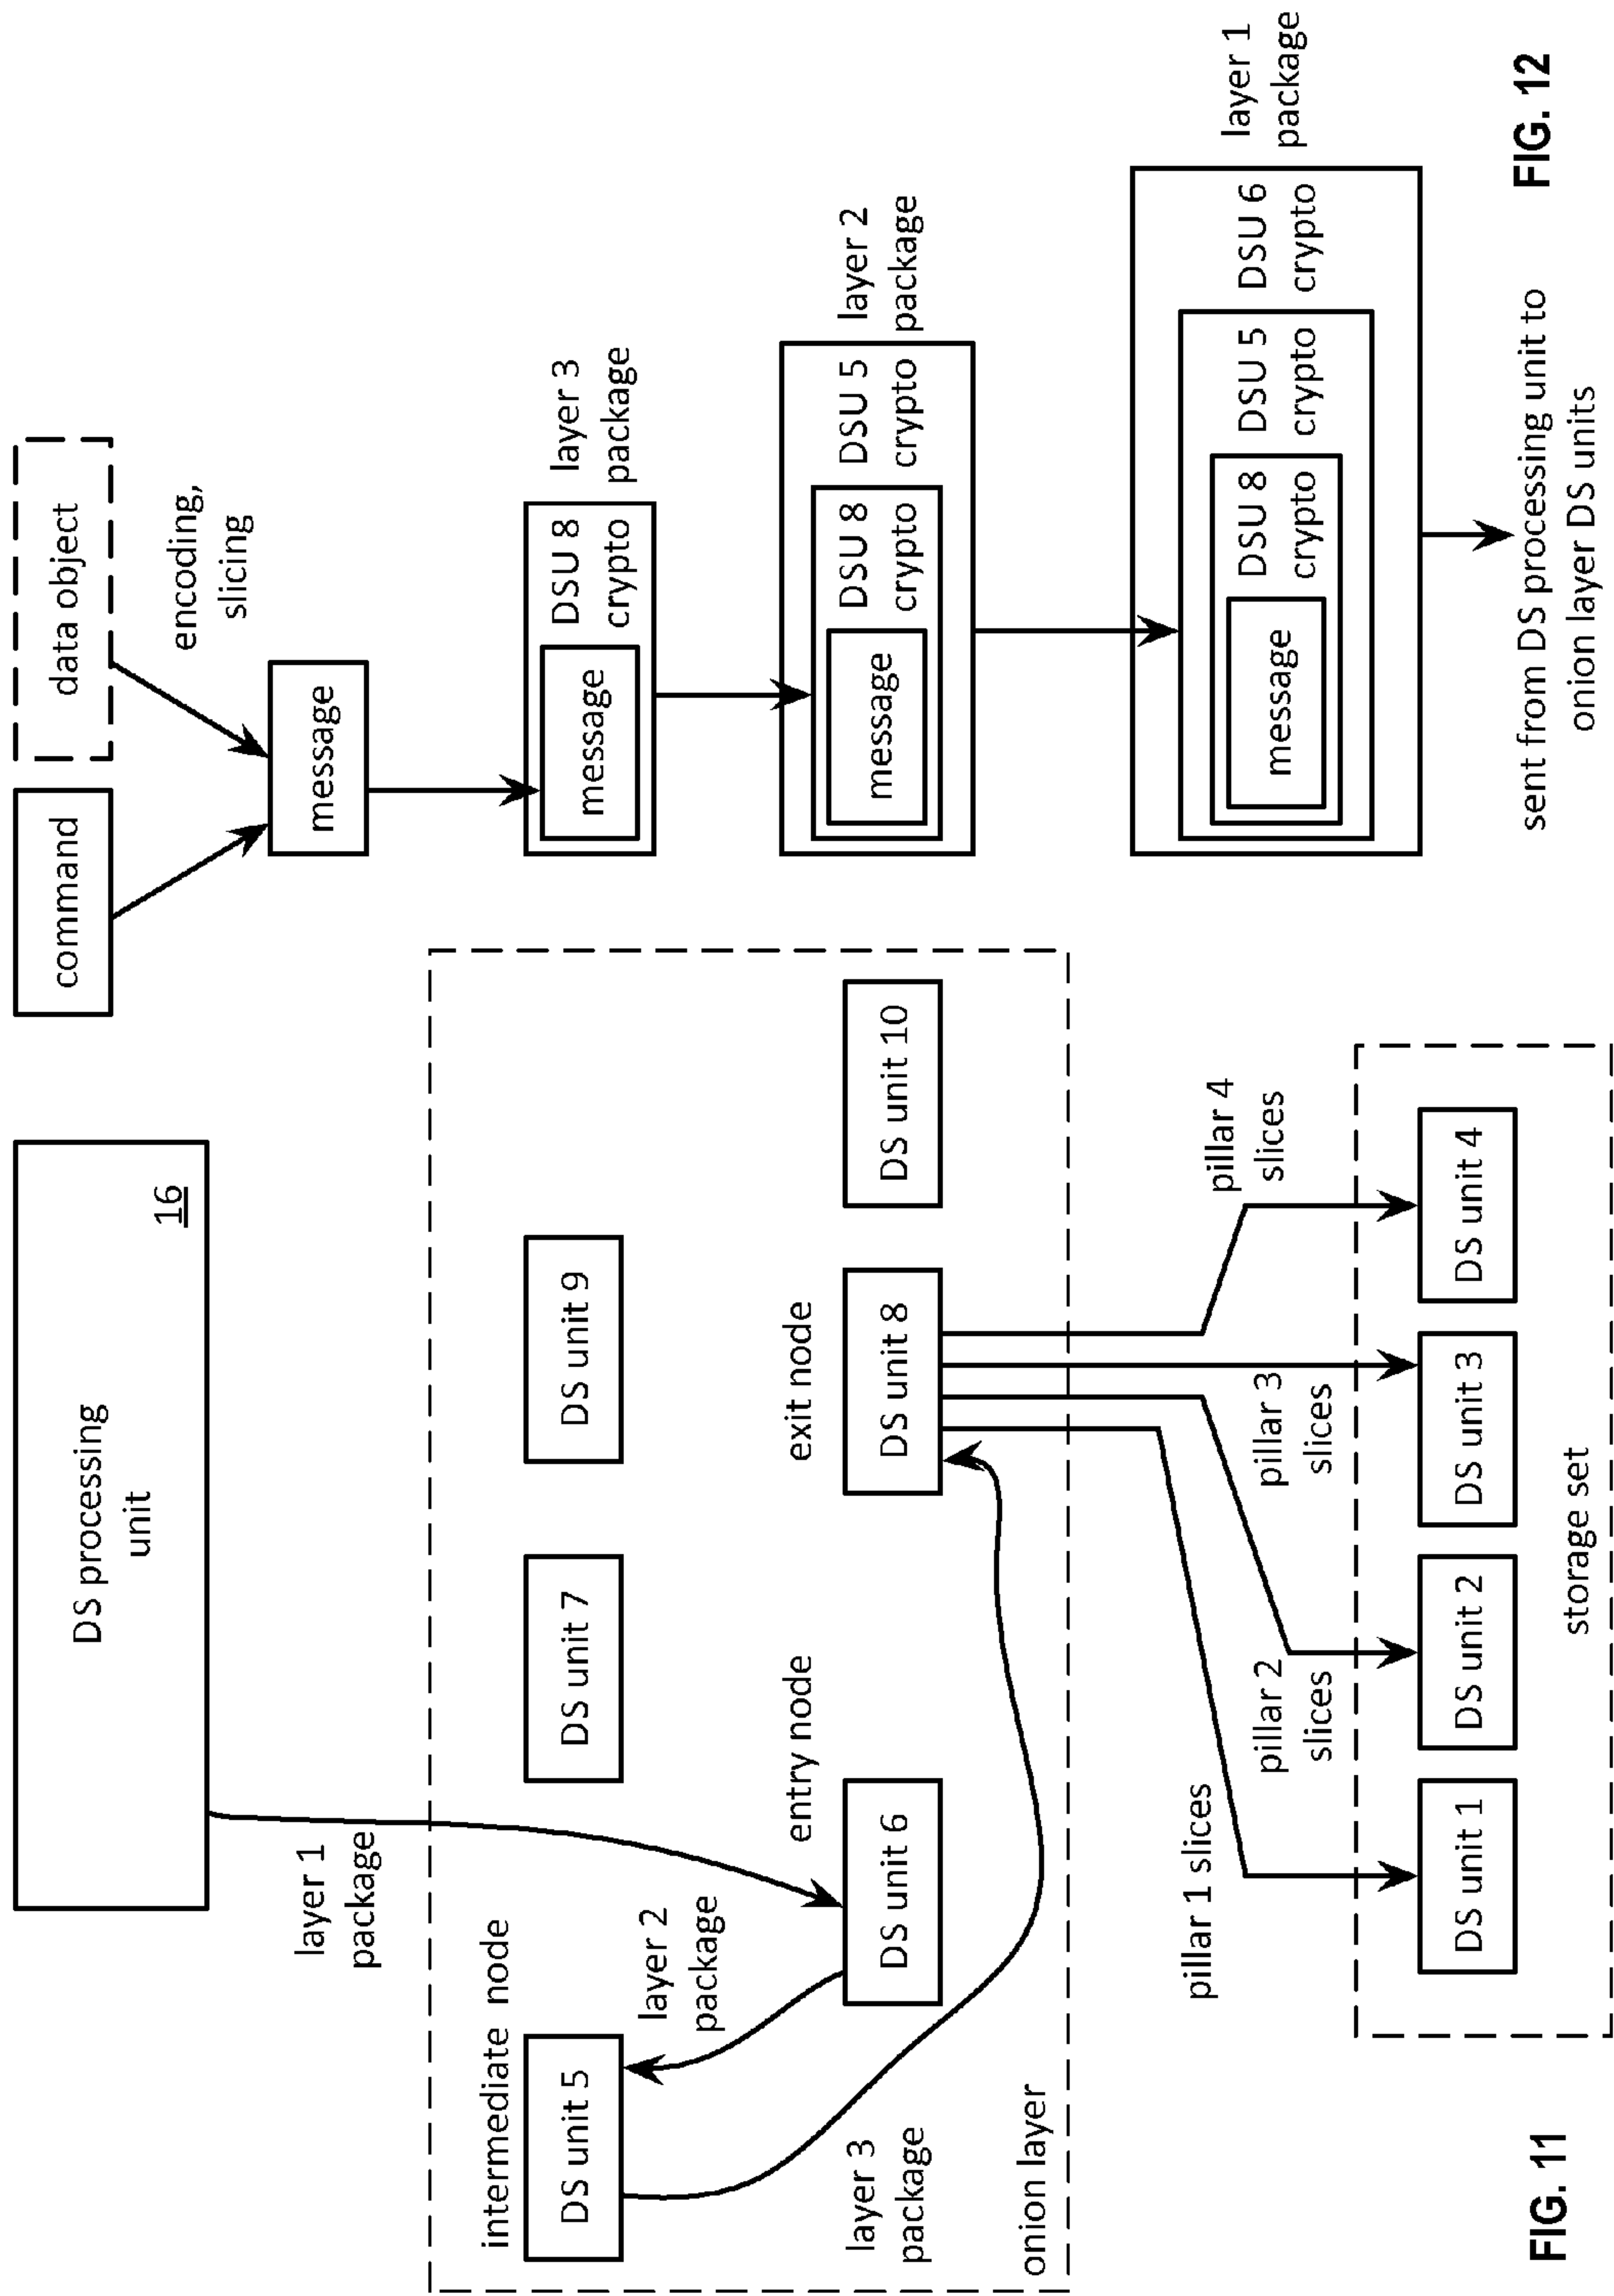 DS processing
unit
16
layer 1
package
intermediate node
DS unit 5
DS unit 7
DS unit 9
layer 2
package
entry node
exit node
DS unit 6
DS unit 8
DS unit 10
layer 3
package
onion layer
pillar 1 slices
pillar 2
slices
pillar 3
slices
pillar 4
slices
DS unit 1
DS unit 2
DS unit 3
DS unit 4
storage set
FIG. 11
command
data object
encoding,
slicing
message
layer 3
package
message
DSU 8
crypto
layer 2
package
message
DSU 8
crypto
DSU 5
crypto
layer 1
package
message
DSU 8
crypto
DSU 5
crypto
DSU 6
crypto
sent from DS processing unit to
onion layer DS units
FIG. 12